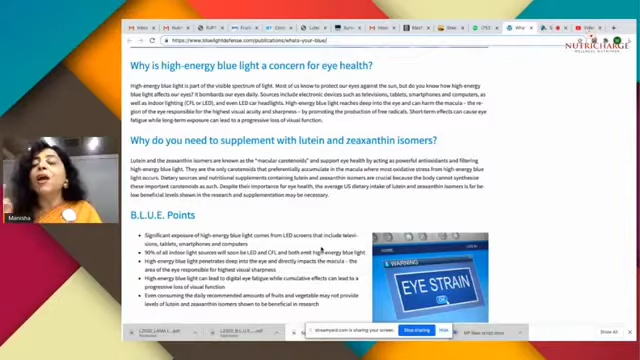 https://www.bluelightdefense.com/publications/whats-your-blue/
NUTRICHARGE
Why is high-energy blue light a concern for eye health?
High-energy blue light is part of the visible spectrum of light. Most of us know to protect our eyes against the sun, but do you know how high-energy
blue light affects our eyes? It bombards our eyes daily. Sources include electronic devices such as televisions, tablets, smartphones and computers, as
well as indoor lighting (CFL or LED), and even LED car headlights. High-energy blue light reaches deep into the eye and can harm the macula – the re-
gion of the eye responsible for the highest visual acuity and sharpness – by promoting the production of free radicals. Short-term effects can cause eye
fatigue while long-term exposure can lead to a progressive loss of visual function.
Why do you need to supplement with lutein and zeaxanthin isomers?
Lutein and the zeaxanthin isomers are known as the "macular carotenoids" and support eye health by acting as powerful antioxidants and filtering
high-energy blue light. They are the only carotenoids that preferentially accumulate in the macula where most oxidative stress from high-energy blue
light occurs. Dietary sources and nutritional supplements containing lutein and zeaxanthin isomers are crucial because the body cannot synthesize
these important carotenoids as such. Despite their importance for eye health, the average US dietary intake of lutein and zeaxanthin isomers is far be-
low beneficial levels shown in the research and supplementation may be necessary.
Manisha
B.L.U.E. Points
Significant exposure of high-energy blue light comes from LED screens that include televi-
sions, tablets, smartphones and computers
90% of all indoor light sources will soon be LED and CFL and both emit high-energy blue light
High-energy blue light penetrates deep into the eye and directly impacts the macula – the
area of the eye responsible for highest visual sharpness
High-energy blue light can lead to digital eye fatigue while cumulative effects can lead to a
progressive loss of visual function
Even consuming the daily recommended amounts of fruits and vegetable may not provide
levels of lutein and zeaxanthin isomers shown to be beneficial in research
WARNING
EYE STRAIN
OK
streamyard.com is sharing your screen.
Stop sharing
Hide
Show All